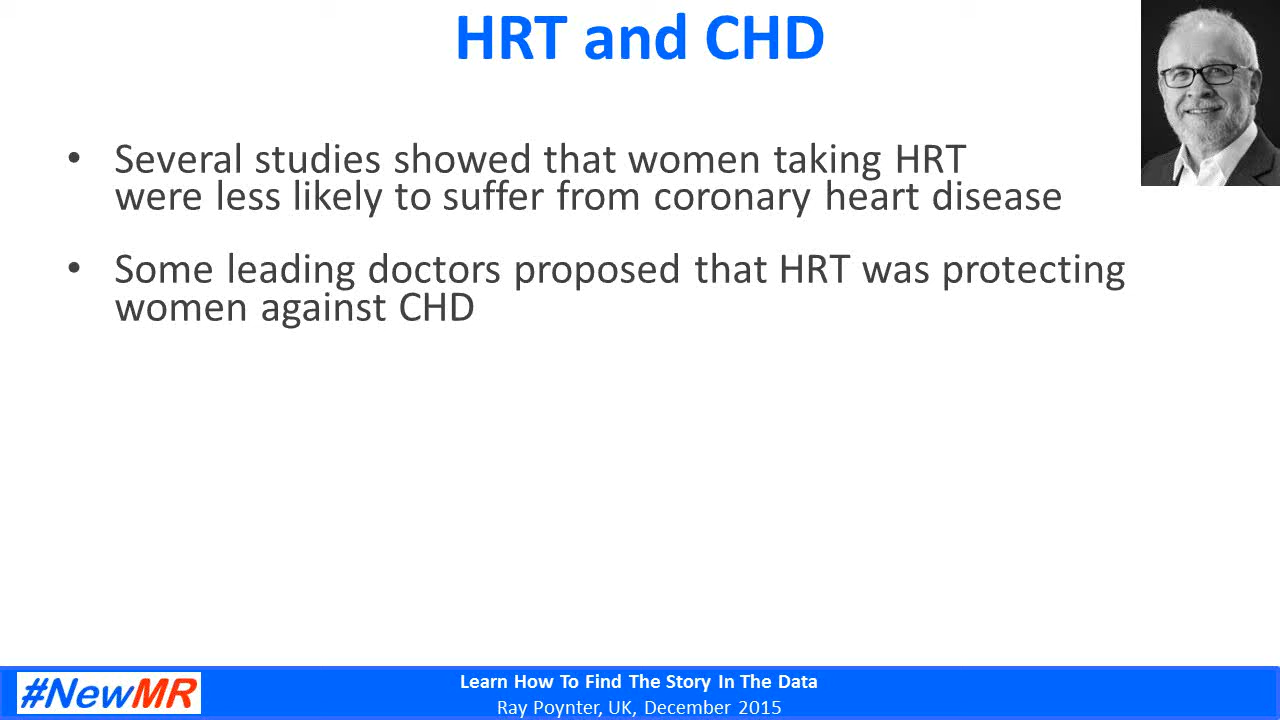 HRT and CHD
• Several studies showed that women taking HRT
were less likely to suffer from coronary heart disease
• Some leading doctors proposed that HRT was protecting
women against CHD
#NewMR
Learn How To Find The Story In The Data
Ray Poynter, UK, December 2015